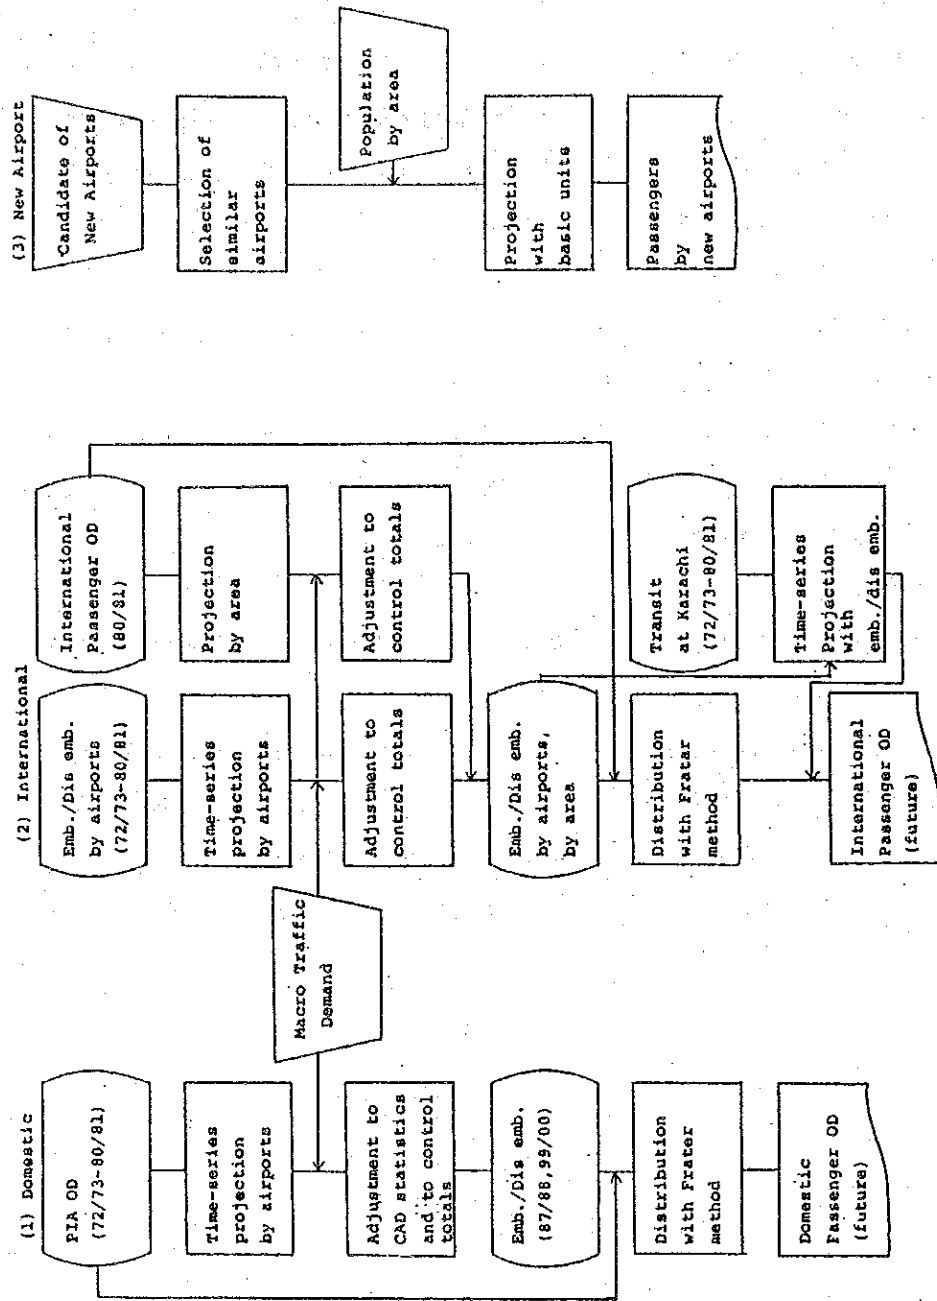 (1) Domestic
PIA OD
(72/73-80/81)
Time-series
projection
by airports
Adjustment to
CAD statistics
and to control
totals
Emb./Dis emb.
(87/88,99/00)
Distribution
with Frater
method
Domestic
Passenger OD
(future)
Macro Traffic
Demand
(2) International
Emb./Dis emb.
by airports
(72/73-80/81)
Time-series
projection
by airports
Adjustment to
control totals
Emb./Dis emb.
by airports,
by area
Distribution
with Fratar
method
International
Passenger OD
(future)
International
Passenger OD
(80/81)
Projection
by area
Adjustment to
control totals
Transit
at Karachi
(72/73-80/81)
Time-series
Projection
with
emb./dis emb.
(3) New Airport
Candidate of
New Airports
Selection of
similar
airports
Population
by area
Projection
with
basic units
Passengers
by
new airports